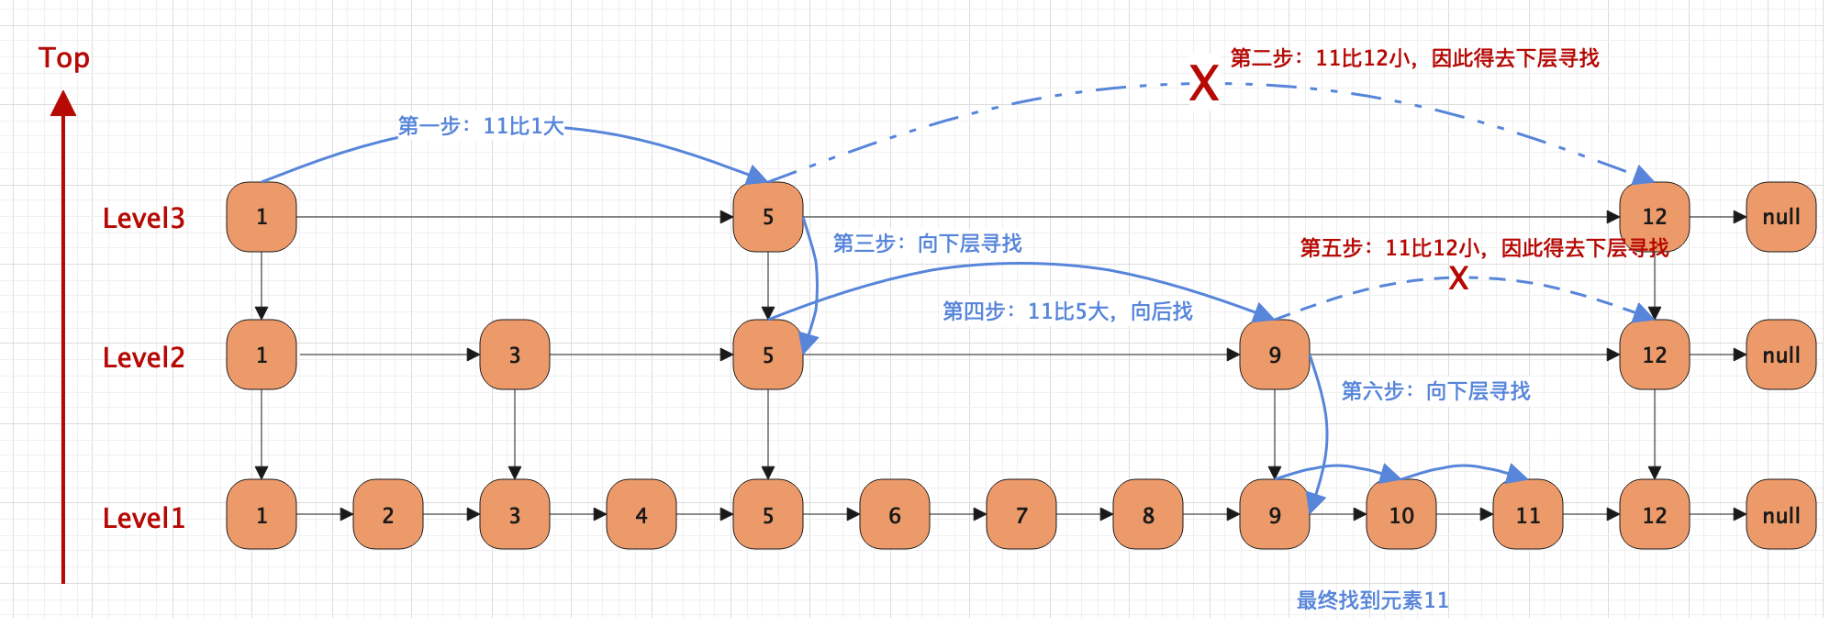 Top
第二步：11比12小，因此得去下层寻找
X
第一步：11比1大
Level3
1
5
12
null
第三步：向下层寻找
第五步：11比12小，因此得去下层寻找
X
第四步：11比5大，向后找
Level2
1
3
5
9
12
null
第六步：向下层寻找
Level1
1
2
3
4
5
6
7
8
9
10
11
12
null
最终找到元素11